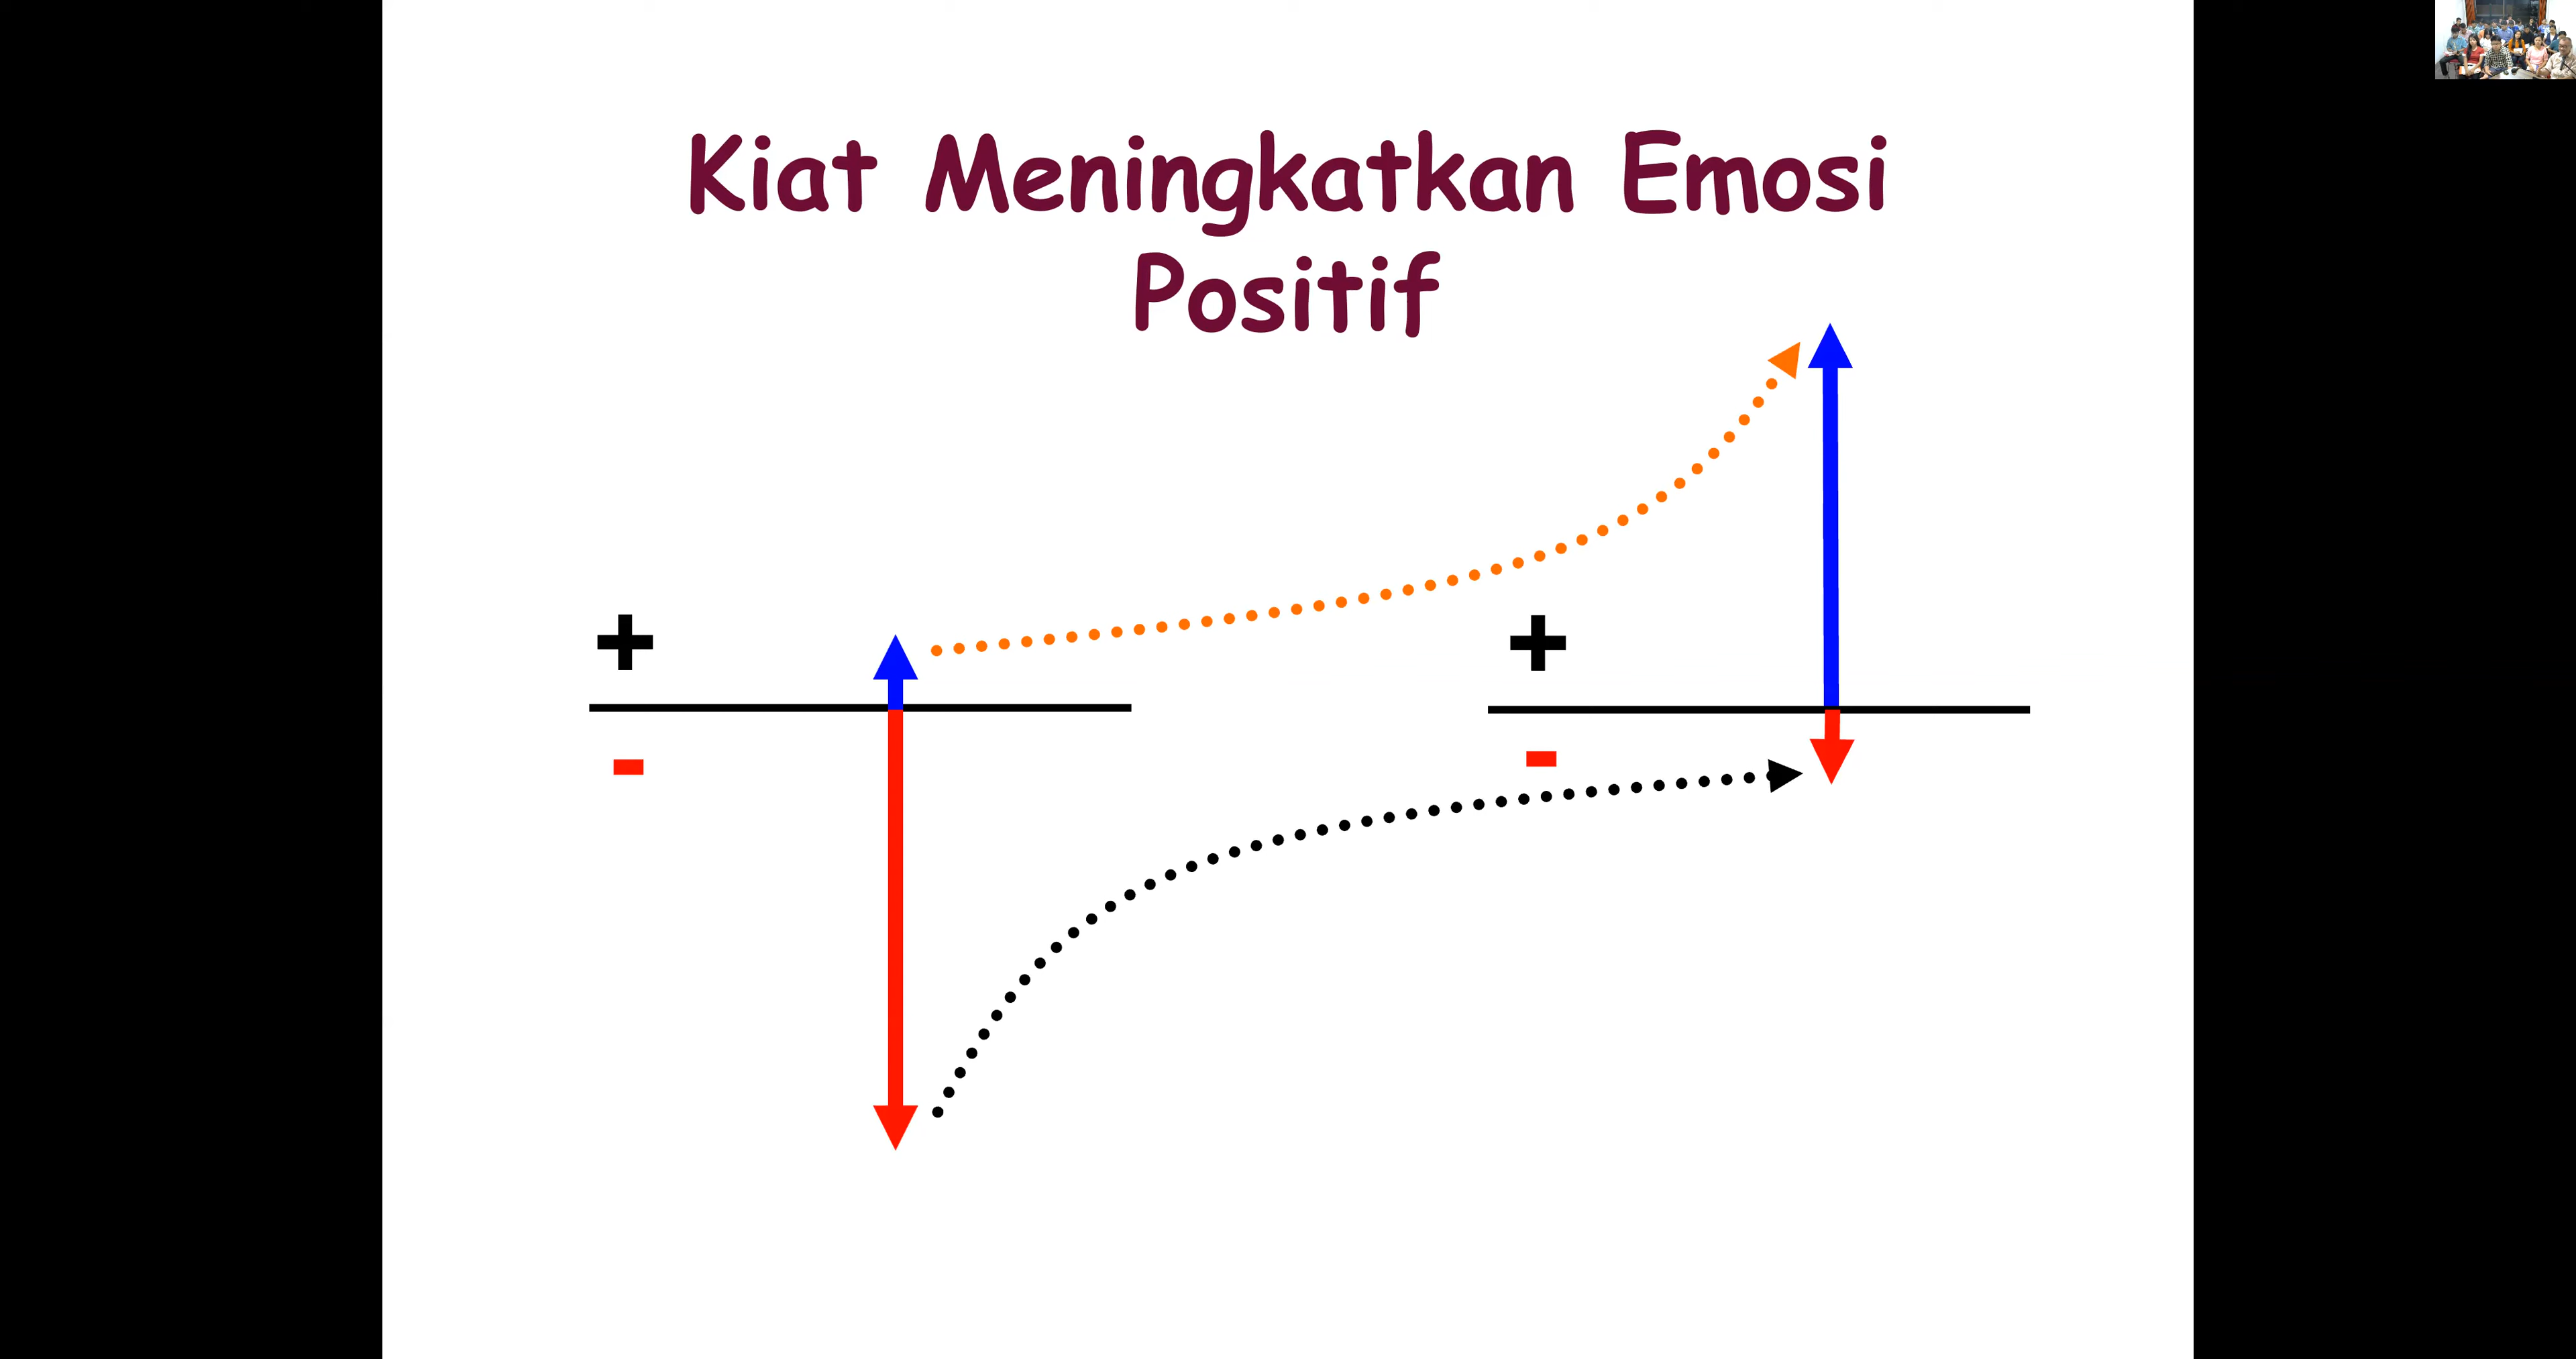 Kiat Meningkatkan Emosi
Positif
+
+
-
-